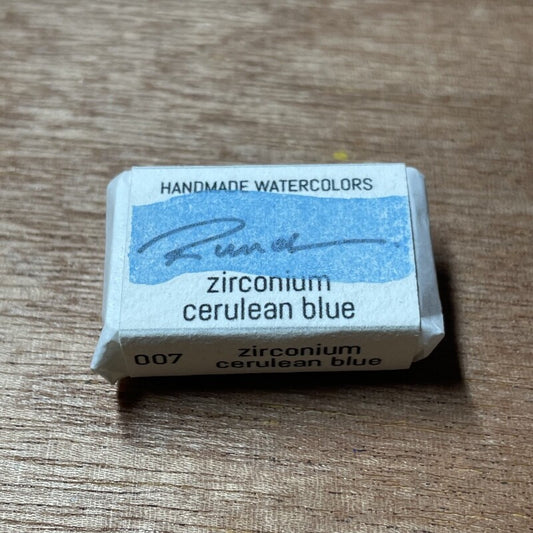 HANDMADE WATERCOLORS
zirconium
cerulean blue
007
zirconium
cerulean blue